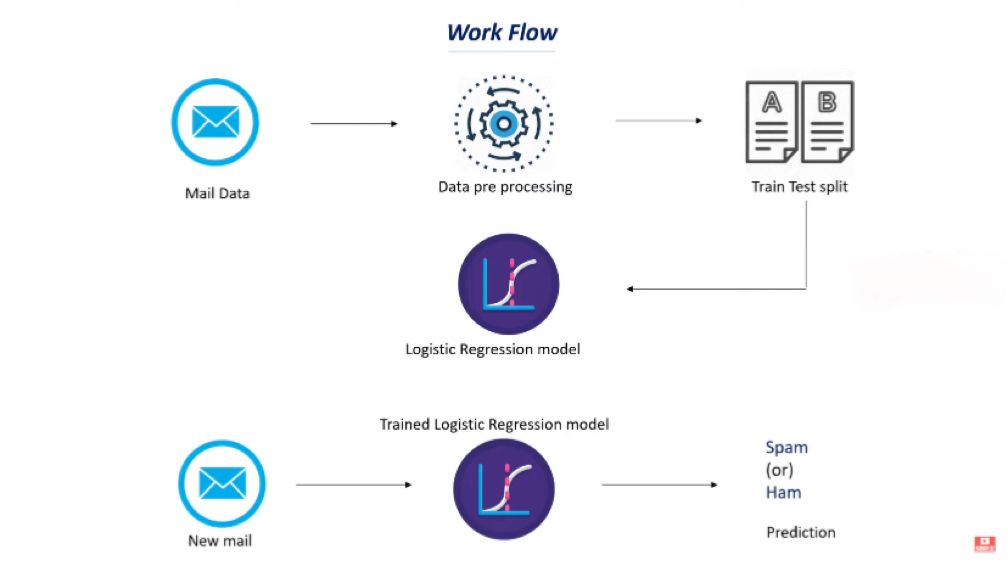 Work Flow
Mail Data
Data pre processing
A B
Train Test split
Logistic Regression model
Trained Logistic Regression model
New mail
Spam
(or)
Ham
Prediction